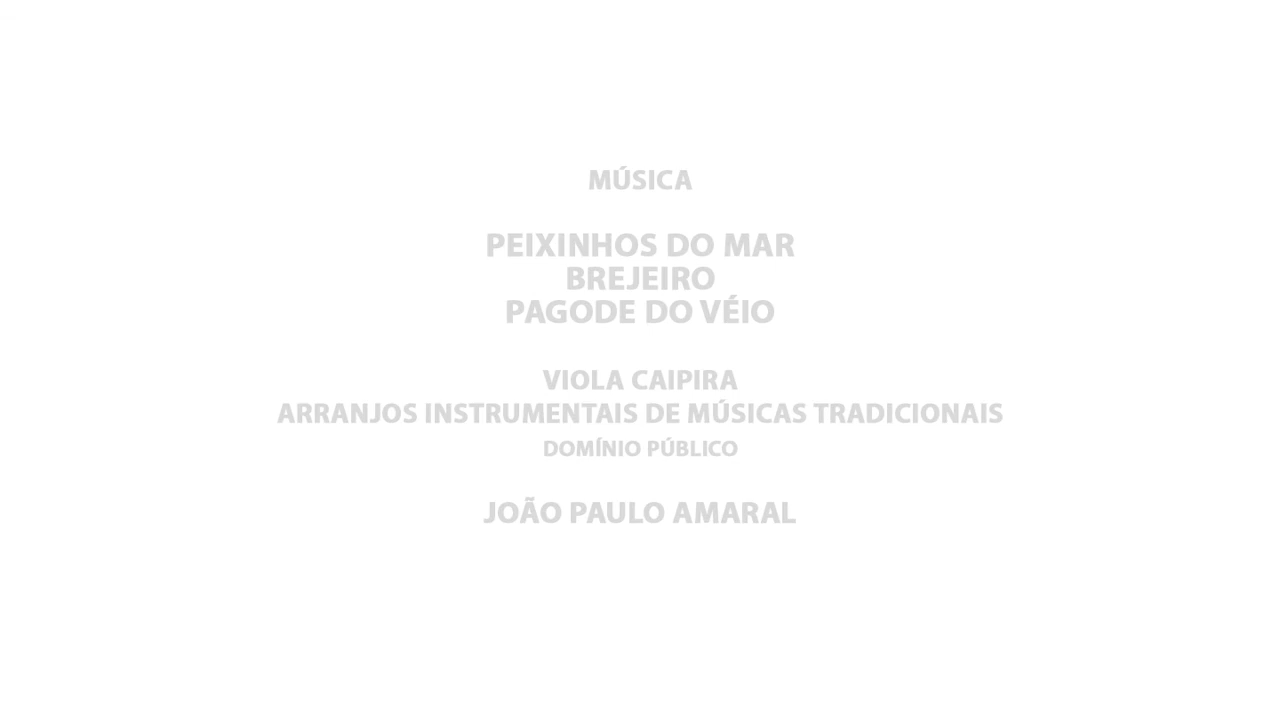 MÚSICA
PEIXINHOS DO MAR
BREJEIRO
PAGODE DO VÉIO
VIOLA CAIPIRA
ARRANJOS INSTRUMENTAIS DE MÚSICAS TRADICIONAIS
DOMÍNIO PÚBLICO
JOÃO PAULO AMARAL